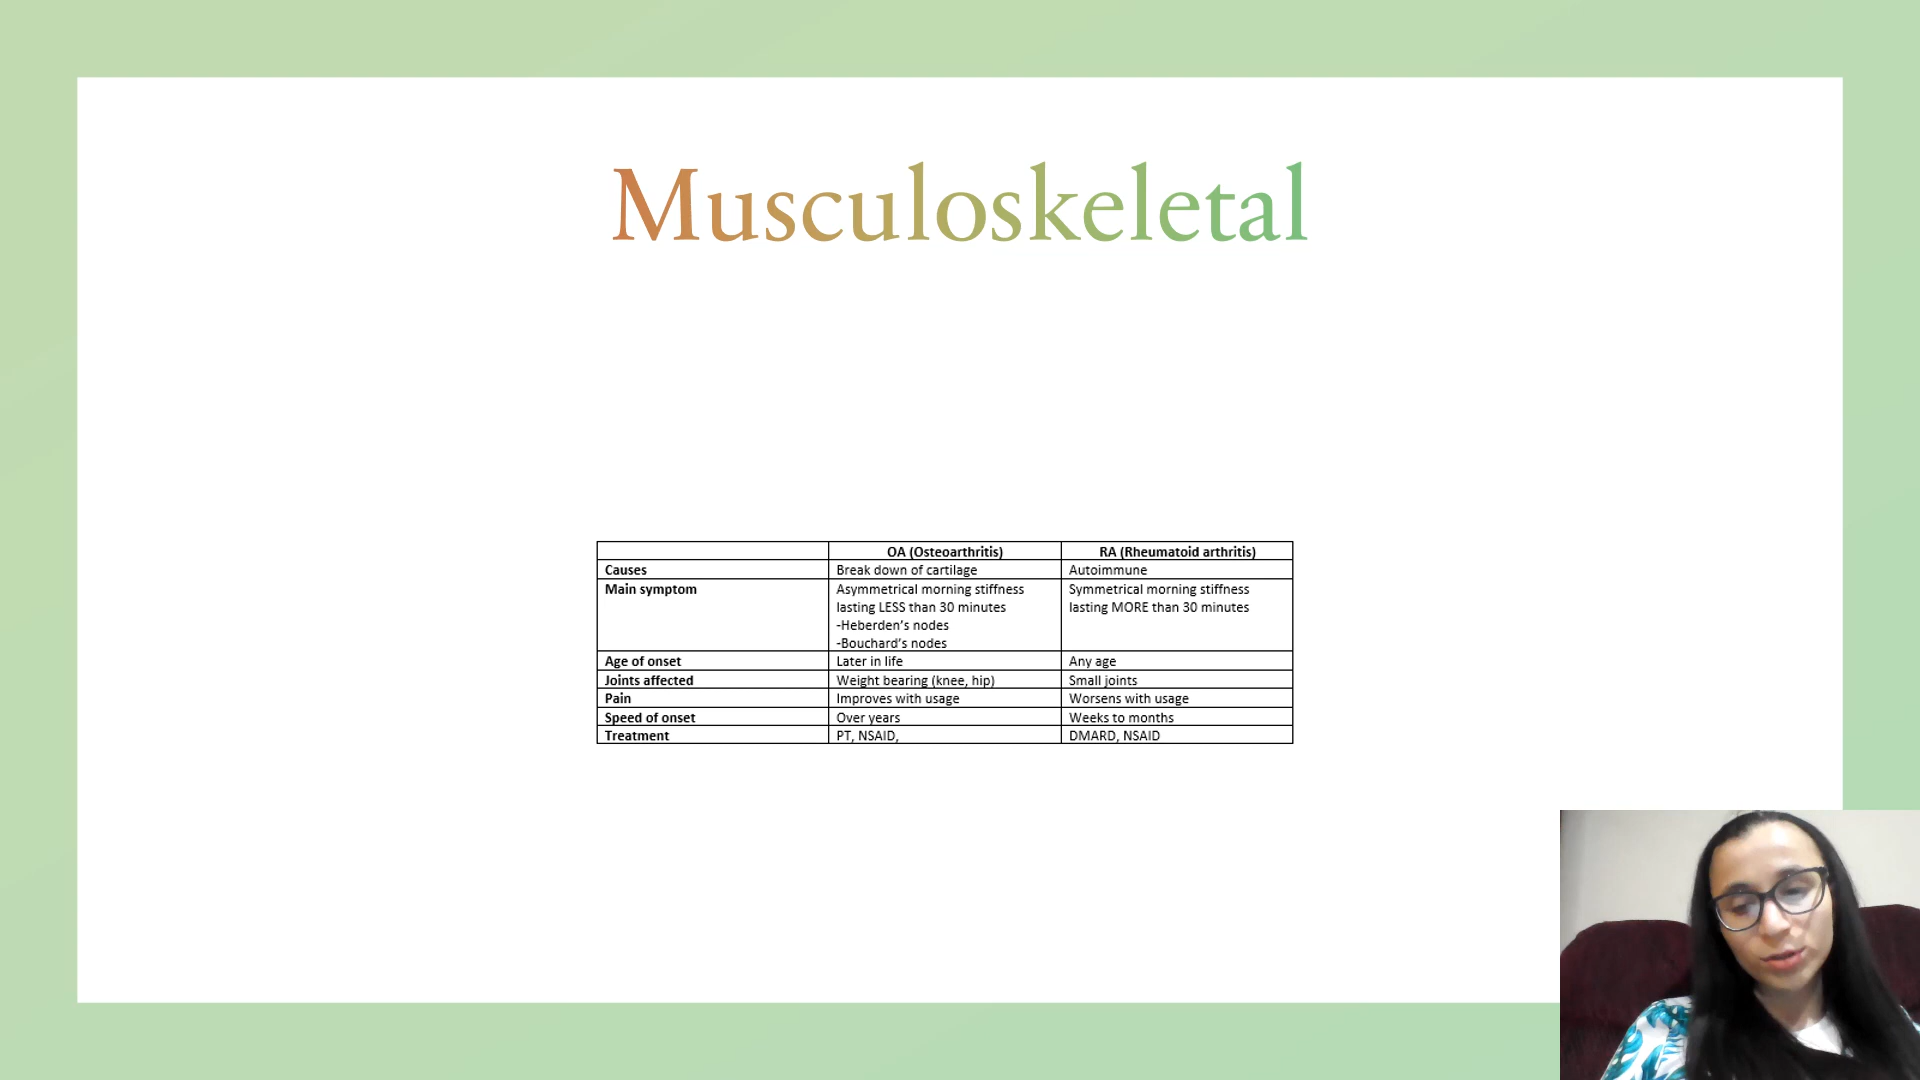 Musculoskeletal
OA (Osteoarthritis) RA (Rheumatoid arthritis)
Causes Break down of cartilage Autoimmune
Main symptom Asymmetrical morning stiffness Symmetrical morning stiffness
lasting LESS than 30 minutes lasting MORE than 30 minutes
-Heberden’s nodes
-Bouchard’s nodes
Age of onset Later in life Any age
Joints affected Weight bearing (knee, hip) Small joints
Pain Improves with usage Worsens with usage
Speed of onset Over years Weeks to months
Treatment PT, NSAID, DMARD, NSAID